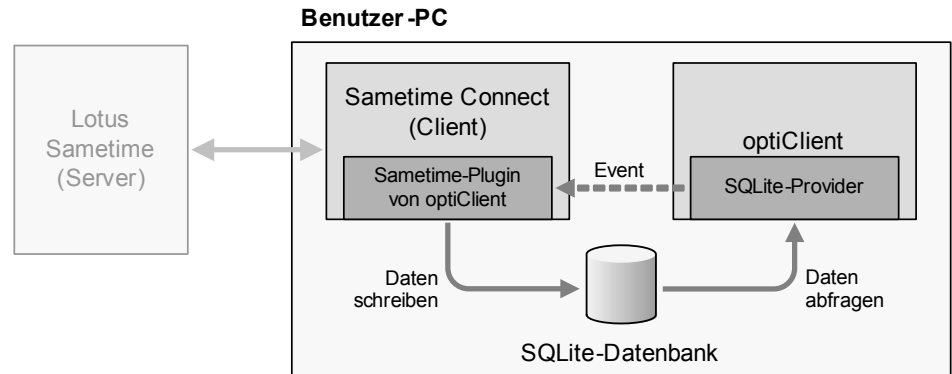 Benutzer-PC
Lotus
Sametime
(Server)
Sametime Connect
(Client)
Sametime-Plugin
von optiClient
Event
optiClient
SQLite-Provider
Daten
schreiben
Daten
abfragen
SQLite-Datenbank